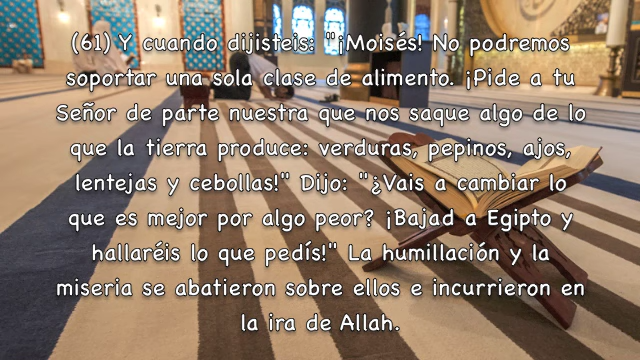 (61) Y cuando dijisteis: "¡Moisés! No podremos
soportar una sola clase de alimento. ¡Pide a tu
Señor de parte nuestra que nos saque algo de lo
que la tierra produce: verduras, pepinos, ajos,
lentejas y cebollas!" Dijo: "¿Vais a cambiar lo
que es mejor por algo peor? ¡Bajad a Egipto y
hallaréis lo que pedís!" La humillación y la
miseria se abatieron sobre ellos e incurrieron en
la ira de Allah.